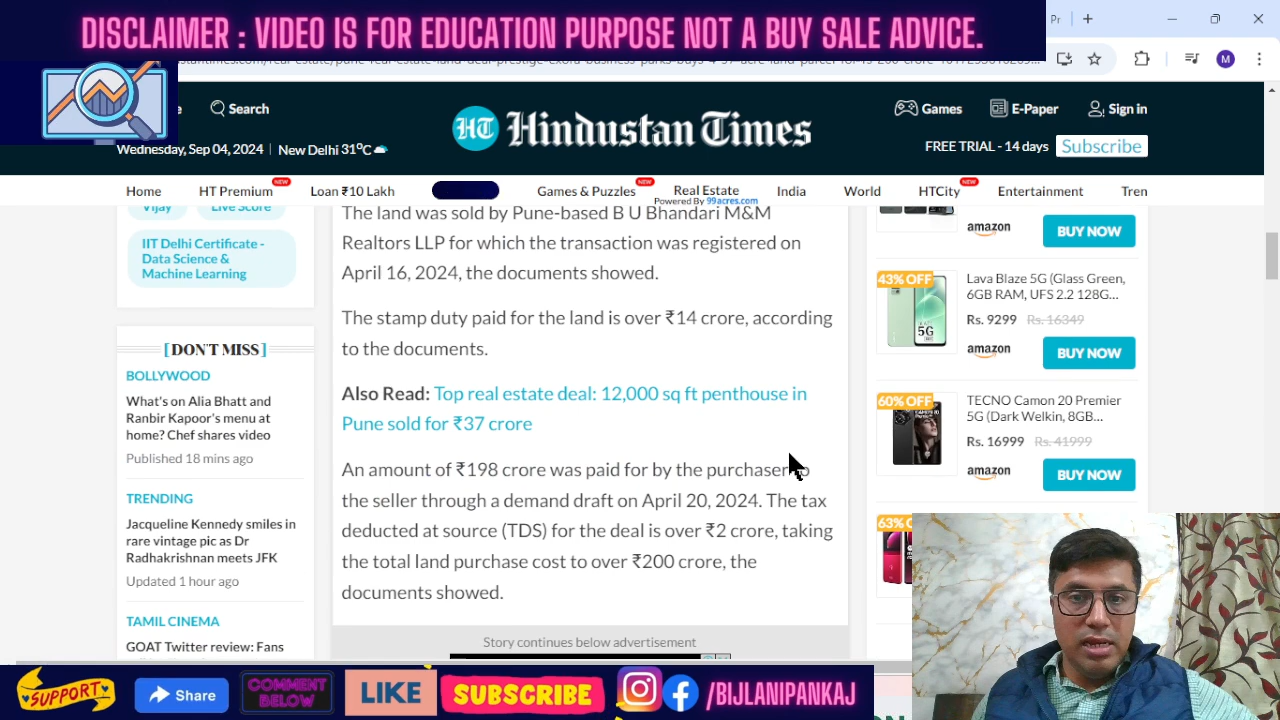 DISCLAIMER : VIDEO IS FOR EDUCATION PURPOSE NOT A BUY SALE ADVICE.
Pr
M
Search
HT Hindustan Times
Games
E-Paper
Sign in
Wednesday, Sep 04, 2024 | New Delhi 31°C
FREE TRIAL - 14 days
Subscribe
Home
HT Premium
NEW
Loan ₹10 Lakh
Games & Puzzles
NEW
Real Estate
Powered By 99acres.com
India
World
HTCity
NEW
Entertainment
Tren
Vijay
Live Score
IIT Delhi Certificate -
Data Science &
Machine Learning
[ DON'T MISS ]
BOLLYWOOD
What's on Alia Bhatt and
Ranbir Kapoor's menu at
home? Chef shares video
Published 18 mins ago
TRENDING
Jacqueline Kennedy smiles in
rare vintage pic as Dr
Radhakrishnan meets JFK
Updated 1 hour ago
TAMIL CINEMA
GOAT Twitter review: Fans
The land was sold by Pune-based B U Bhandari M&M
Realtors LLP for which the transaction was registered on
April 16, 2024, the documents showed.
The stamp duty paid for the land is over ₹14 crore, according
to the documents.
Also Read: Top real estate deal: 12,000 sq ft penthouse in
Pune sold for ₹37 crore
An amount of ₹198 crore was paid for by the purchaser to
the seller through a demand draft on April 20, 2024. The tax
deducted at source (TDS) for the deal is over ₹2 crore, taking
the total land purchase cost to over ₹200 crore, the
documents showed.
Story continues below advertisement
amazon
BUY NOW
43% OFF
Lava Blaze 5G (Glass Green,
6GB RAM, UFS 2.2 128G...
Rs. 9299 Rs. 16349
amazon
BUY NOW
60% OFF
TECNO Camon 20 Premier
5G (Dark Welkin, 8GB...
Rs. 16999 Rs. 41999
amazon
BUY NOW
63%
SUPPORT
Share
COMMENT
BELOW
LIKE
SUBSCRIBE
/BIJLANIPANKAJ